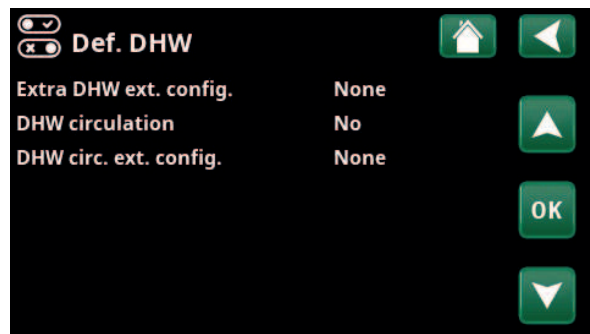 Def. DHW
Extra DHW ext. config. None
DHW circulation No
DHW circ. ext. config. None
OK